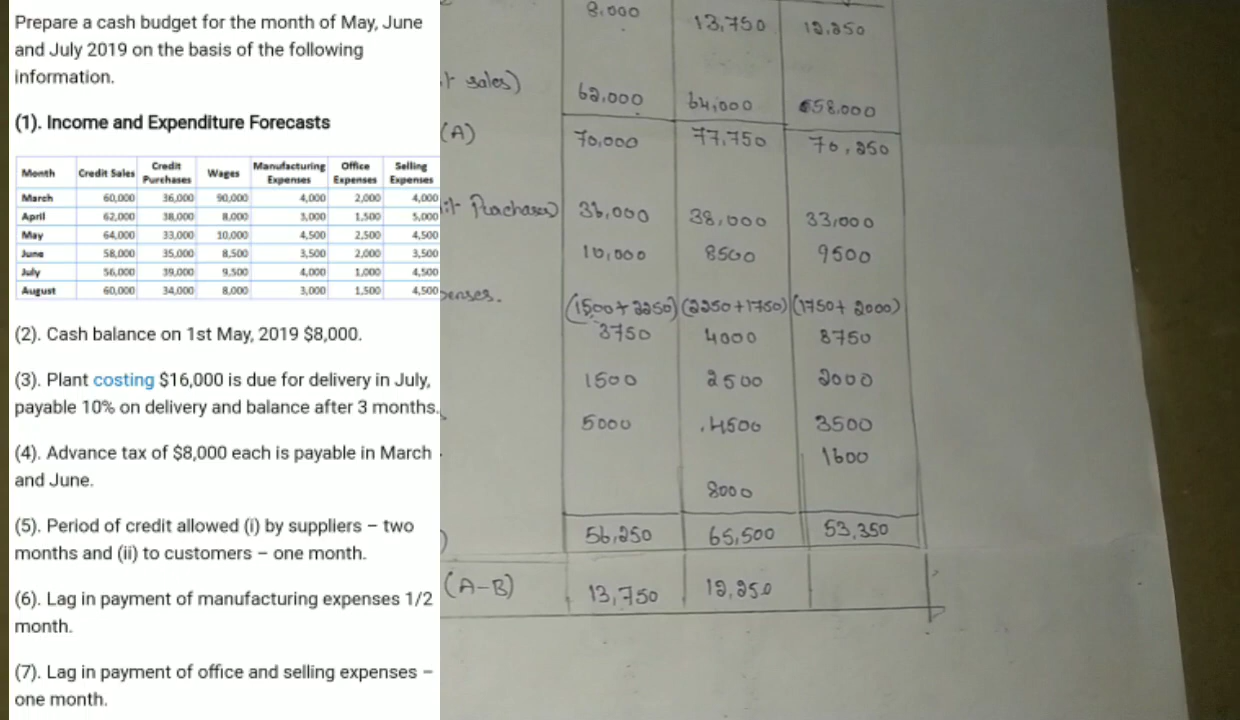 Prepare a cash budget for the month of May, June
and July 2019 on the basis of the following
information.
(1). Income and Expenditure Forecasts
Month Credit Sales Credit Purchases Wages Manufacturing Expenses Office Expenses Selling Expenses
March 60,000 36,000 90,000 4,000 2,000 4,000
April 62,000 38,000 8,000 3,000 1,500 5,000
May 64,000 33,000 10,000 4,500 2,500 4,500
June 58,000 35,000 8,500 3,500 2,000 3,500
July 56,000 39,000 9,500 4,000 1,000 4,500
August 60,000 34,000 8,000 3,000 1,500 4,500
(2). Cash balance on 1st May, 2019 $8,000.
(3). Plant costing $16,000 is due for delivery in July,
payable 10% on delivery and balance after 3 months.
(4). Advance tax of $8,000 each is payable in March
and June.
(5). Period of credit allowed (i) by suppliers – two
months and (ii) to customers – one month.
(6). Lag in payment of manufacturing expenses 1/2
month.
(7). Lag in payment of office and selling expenses –
one month.
8,000 13,750 12,250
sales)
62,000 64,000 58,000
(A) 70,000 77,750 70,250
Purchases) 36,000 38,000 33,000
10,000 8500 9500
penses. (1500+2250) (2250+1750) (1750+2000)
3750 4000 3750
1500 2500 2000
5000 4500 3500
1600
8000
) 56,250 65,500 53,350
(A-B) 13,750 12,250